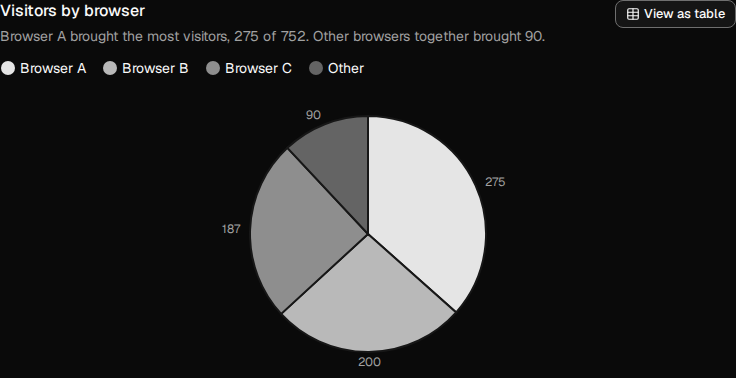 Visitors by browser
View as table
Browser A brought the most visitors, 275 of 752. Other browsers together brought 90.
Browser A
Browser B
Browser C
Other
90
275
187
200